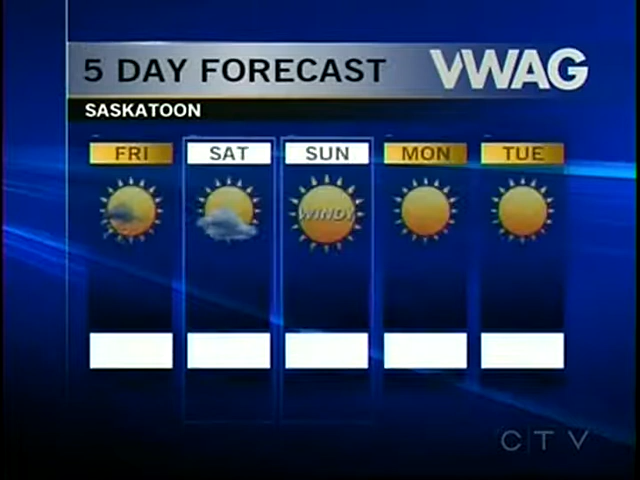 5 DAY FORECAST VWAG
SASKATOON
FRI SAT SUN MON TUE
WINDY
CTV